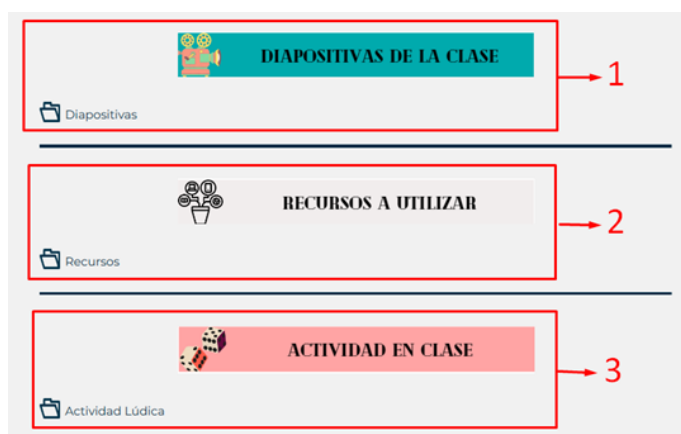 DIAPOSITIVAS DE LA CLASE
1
Diapositivas
RECURSOS A UTILIZAR
2
Recursos
ACTIVIDAD EN CLASE
3
Actividad Lúdica